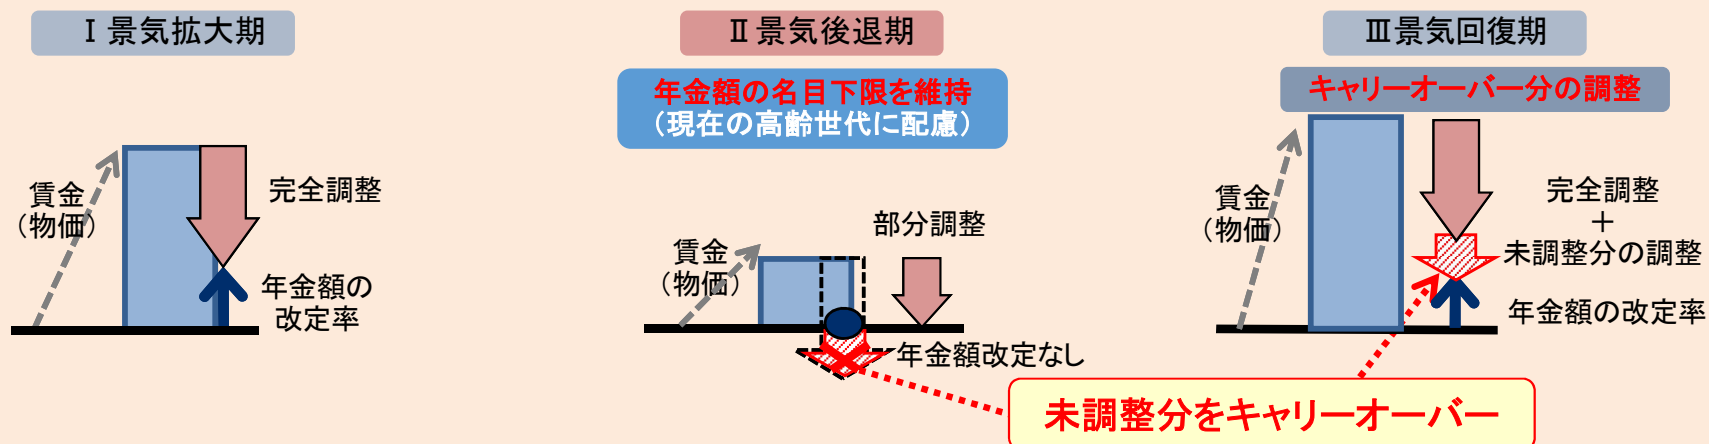 Ⅰ景気拡大期
賃金
（物価）
完全調整
年金額の
改定率
Ⅱ景気後退期
年金額の名目下限を維持
（現在の高齢世代に配慮）
賃金
（物価）
部分調整
年金額改定なし
Ⅲ景気回復期
キャリーオーバー分の調整
賃金
（物価）
完全調整
＋
未調整分の調整
年金額の改定率
未調整分をキャリーオーバー